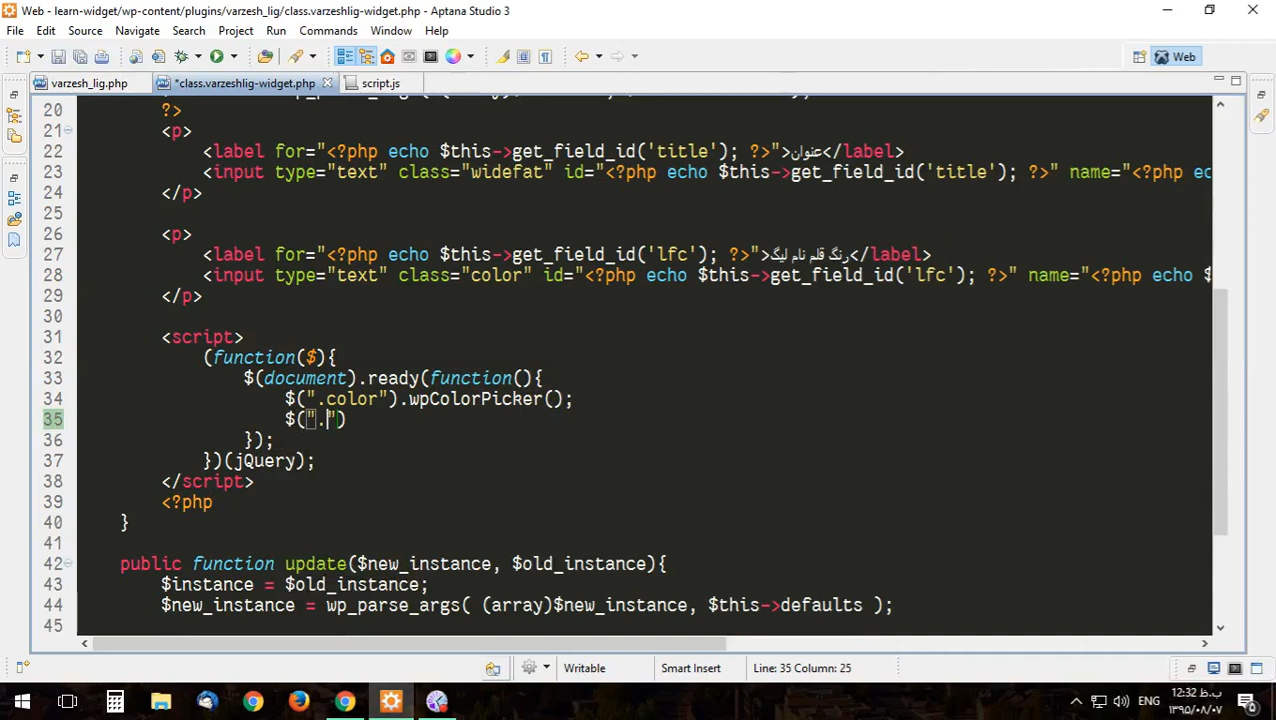 Web - learn-widget/wp-content/plugins/varzesh_lig/class.varzeshlig-widget.php - Aptana Studio 3
File Edit Source Navigate Search Project Run Commands Window Help
Web
varzesh_lig.php *class.varzeshlig-widget.php script.js
20 ?>
21 <p>
22 <label for="<?php echo $this->get_field_id('title'); ?>">عنوان</label>
23 <input type="text" class="widefat" id="<?php echo $this->get_field_id('title'); ?>" name="<?php ec
24 </p>
25
26 <p>
27 <label for="<?php echo $this->get_field_id('lfc'); ?>">رنگ قلم نام لیگ</label>
28 <input type="text" class="color" id="<?php echo $this->get_field_id('lfc'); ?>" name="<?php echo $
29 </p>
30
31 <script>
32 (function($){
33 $(document).ready(function(){
34 $(".color").wpColorPicker();
35 $(".")
36 });
37 })(jQuery);
38 </script>
39 <?php
40 }
41
42 public function update($new_instance, $old_instance){
43 $instance = $old_instance;
44 $new_instance = wp_parse_args( (array)$new_instance, $this->defaults );
45
Writable Smart Insert Line: 35 Column: 25
ENG
12:32 ب.ظ
۱۳۹۵/۰۸/۰۷